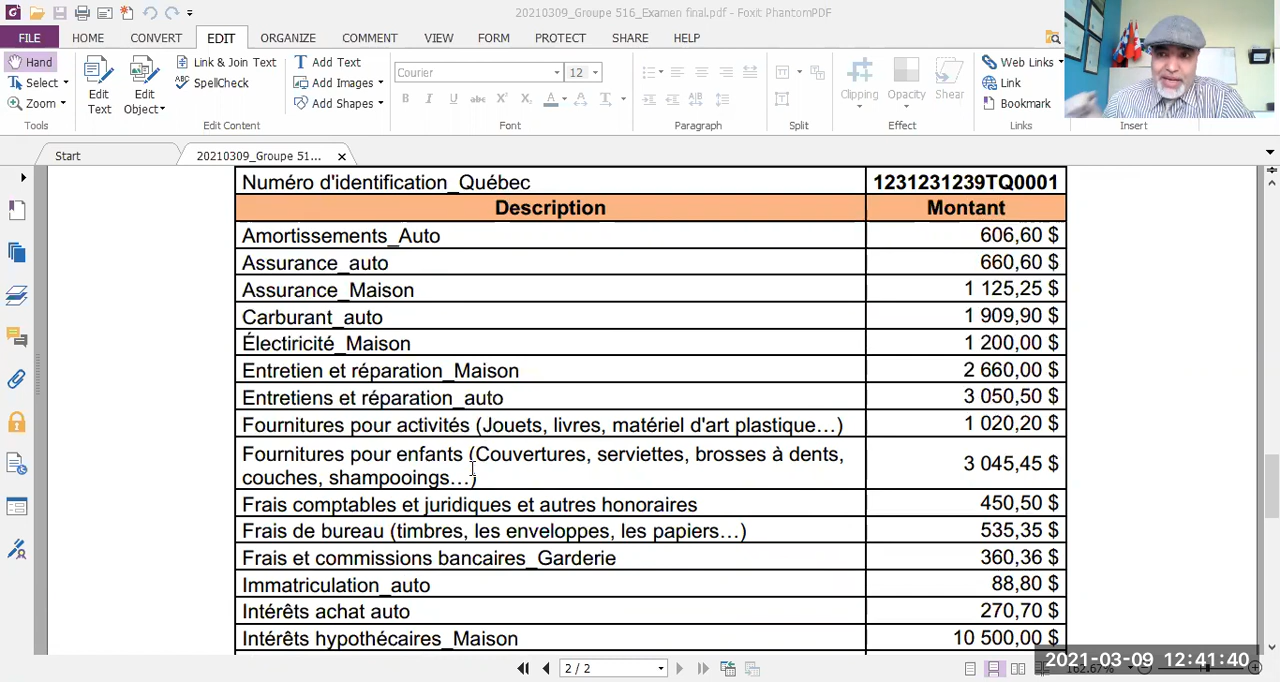 20210309_Groupe 516_Examen final.pdf - Foxit PhantomPDF
FILE HOME CONVERT EDIT ORGANIZE COMMENT VIEW FORM PROTECT SHARE HELP
Hand
Select
Zoom
Tools
Edit Text
Edit Object
Link & Join Text
SpellCheck
Edit Content
Add Text
Add Images
Add Shapes
Courier 12
Font
Paragraph
Split
Clipping
Opacity
Shear
Effect
Web Links
Link
Bookmark
Links
Insert
Start
20210309_Groupe 51...
Numéro d'identification_Québec 1231231239TQ0001
Description Montant
Amortissements_Auto 606,60 $
Assurance_auto 660,60 $
Assurance_Maison 1 125,25 $
Carburant_auto 1 909,90 $
Électiricité_Maison 1 200,00 $
Entretien et réparation_Maison 2 660,00 $
Entretiens et réparation_auto 3 050,50 $
Fournitures pour activités (Jouets, livres, matériel d'art plastique…) 1 020,20 $
Fournitures pour enfants (Couvertures, serviettes, brosses à dents,
couches, shampooings…) 3 045,45 $
Frais comptables et juridiques et autres honoraires 450,50 $
Frais de bureau (timbres, les enveloppes, les papiers…) 535,35 $
Frais et commissions bancaires_Garderie 360,36 $
Immatriculation_auto 88,80 $
Intérêts achat auto 270,70 $
Intérêts hypothécaires_Maison 10 500,00 $
2 / 2
162.67%
2021-03-09 12:41:40